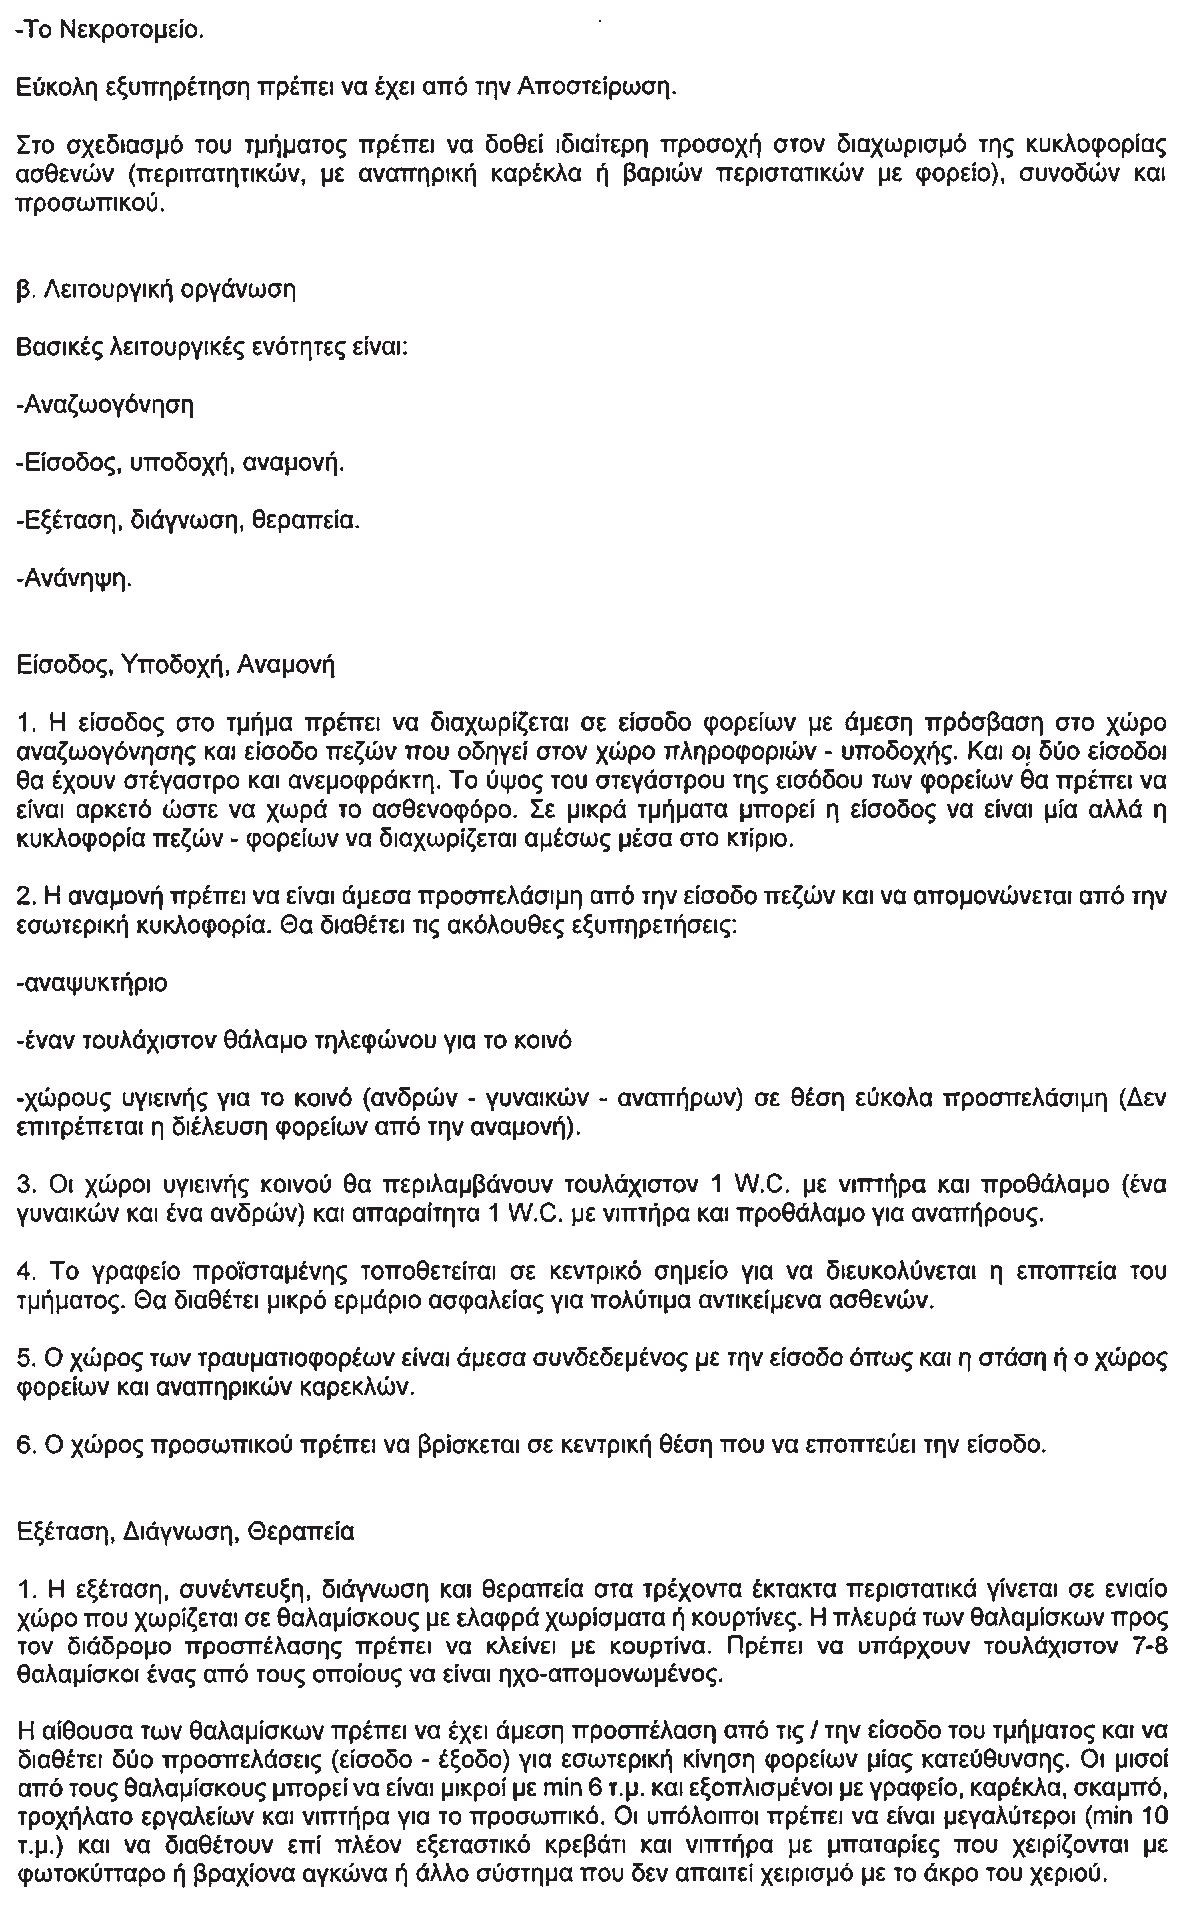 -Το Νεκροτομείο.
Εύκολη εξυπηρέτηση πρέπει να έχει από την Αποστείρωση.
Στο σχεδιασμό του τμήματος πρέπει να δοθεί ιδιαίτερη προσοχή στον διαχωρισμό της κυκλοφορίας
ασθενών (περιπατητικών, με αναπηρική καρέκλα ή βαριών περιστατικών με φορείο), συνοδών και
προσωπικού.
β. Λειτουργική οργάνωση
Βασικές λειτουργικές ενότητες είναι:
-Αναζωογόνηση
-Είσοδος, υποδοχή, αναμονή.
-Εξέταση, διάγνωση, θεραπεία.
-Ανάνηψη.
Είσοδος, Υποδοχή, Αναμονή
1. Η είσοδος στο τμήμα πρέπει να διαχωρίζεται σε είσοδο φορείων με άμεση πρόσβαση στο χώρο
αναζωογόνησης και είσοδο πεζών που οδηγεί στον χώρο πληροφοριών - υποδοχής. Και οι δύο είσοδοι
θα έχουν στέγαστρο και ανεμοφράκτη. Το ύψος του στεγάστρου της εισόδου των φορείων θα πρέπει να
είναι αρκετό ώστε να χωρά το ασθενοφόρο. Σε μικρά τμήματα μπορεί η είσοδος να είναι μία αλλά η
κυκλοφορία πεζών - φορείων να διαχωρίζεται αμέσως μέσα στο κτίριο.
2. Η αναμονή πρέπει να είναι άμεσα προσπελάσιμη από την είσοδο πεζών και να απομονώνεται από την
εσωτερική κυκλοφορία. Θα διαθέτει τις ακόλουθες εξυπηρετήσεις:
-αναψυκτήριο
-έναν τουλάχιστον θάλαμο τηλεφώνου για το κοινό
-χώρους υγιεινής για το κοινό (ανδρών - γυναικών - αναπήρων) σε θέση εύκολα προσπελάσιμη (Δεν
επιτρέπεται η διέλευση φορείων από την αναμονή).
3. Οι χώροι υγιεινής κοινού θα περιλαμβάνουν τουλάχιστον 1 W.C. με νιπτήρα και προθάλαμο (ένα
γυναικών και ένα ανδρών) και απαραίτητα 1 W.C. με νιπτήρα και προθάλαμο για αναπήρους.
4. Το γραφείο προϊσταμένης τοποθετείται σε κεντρικό σημείο για να διευκολύνεται η εποπτεία του
τμήματος. Θα διαθέτει μικρό ερμάριο ασφαλείας για πολύτιμα αντικείμενα ασθενών.
5. Ο χώρος των τραυματιοφορέων είναι άμεσα συνδεδεμένος με την είσοδο όπως και η στάση ή ο χώρος
φορείων και αναπηρικών καρεκλών.
6. Ο χώρος προσωπικού πρέπει να βρίσκεται σε κεντρική θέση που να εποπτεύει την είσοδο.
Εξέταση, Διάγνωση, Θεραπεία
1. Η εξέταση, συνέντευξη, διάγνωση και θεραπεία στα τρέχοντα έκτακτα περιστατικά γίνεται σε ενιαίο
χώρο που χωρίζεται σε θαλαμίσκους με ελαφρά χωρίσματα ή κουρτίνες. Η πλευρά των θαλαμίσκων προς
τον διάδρομο προσπέλασης πρέπει να κλείνει με κουρτίνα. Πρέπει να υπάρχουν τουλάχιστον 7-8
θαλαμίσκοι ένας από τους οποίους να είναι ηχο-απομονωμένος.
Η αίθουσα των θαλαμίσκων πρέπει να έχει άμεση προσπέλαση από τις / την είσοδο του τμήματος και να
διαθέτει δύο προσπελάσεις (είσοδο - έξοδο) για εσωτερική κίνηση φορείων μίας κατεύθυνσης. Οι μισοί
από τους θαλαμίσκους μπορεί να είναι μικροί με min 6 τ.μ. και εξοπλισμένοι με γραφείο, καρέκλα, σκαμπό,
τροχήλατο εργαλείων και νιπτήρα για το προσωπικό. Οι υπόλοιποι πρέπει να είναι μεγαλύτεροι (min 10
τ.μ.) και να διαθέτουν επί πλέον εξεταστικό κρεβάτι και νιπτήρα με μπαταρίες που χειρίζονται με
φωτοκύτταρο ή βραχίονα αγκώνα ή άλλο σύστημα που δεν απαιτεί χειρισμό με το άκρο του χεριού.